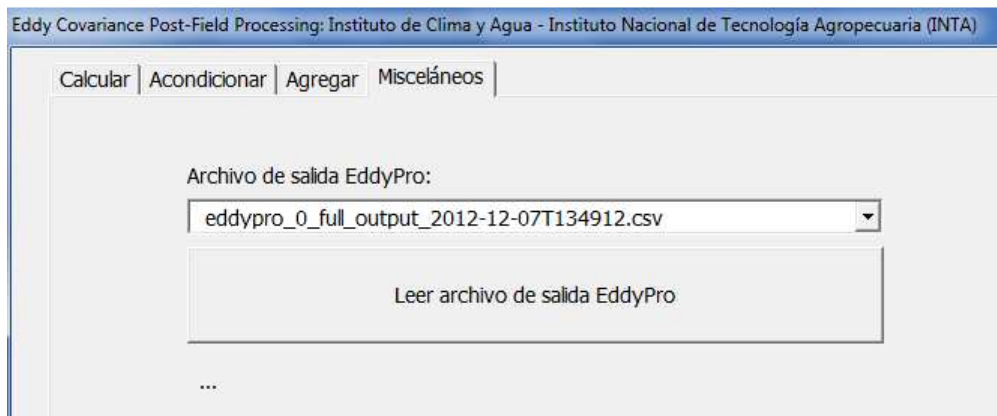 Eddy Covariance Post-Field Processing: Instituto de Clima y Agua - Instituto Nacional de Tecnología Agropecuaria (INTA)
Calcular Acondicionar Agregar Misceláneos
Archivo de salida EddyPro:
eddypro_0_full_output_2012-12-07T134912.csv
Leer archivo de salida EddyPro
...